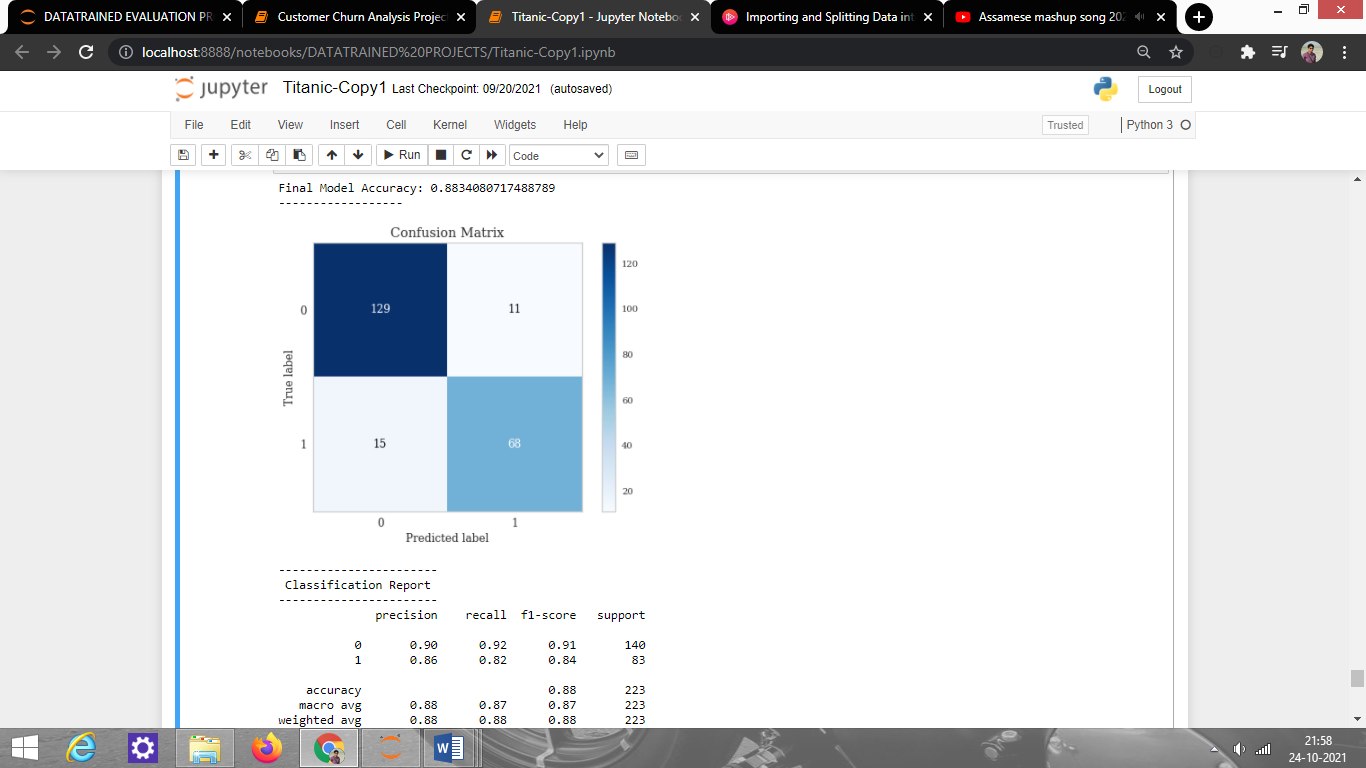 DATATRAINED EVALUATION PR
Customer Churn Analysis Projec
Titanic-Copy1 - Jupyter Noteboo
Importing and Splitting Data int
Assamese mashup song 202
localhost:8888/notebooks/DATATRAINED%20PROJECTS/Titanic-Copy1.ipynb
jupyter Titanic-Copy1 Last Checkpoint: 09/20/2021 (autosaved)
Logout
File Edit View Insert Cell Kernel Widgets Help
Trusted
Python 3
Run
Code
Final Model Accuracy: 0.8834080717488789
------------------
Confusion Matrix
129 11
15 68
0
1
True label
0 1
Predicted label
120
100
80
60
40
20
-----------------------
Classification Report
-----------------------
precision recall f1-score support
0 0.90 0.92 0.91 140
1 0.86 0.82 0.84 83
accuracy 0.88 223
macro avg 0.88 0.87 0.87 223
weighted avg 0.88 0.88 0.88 223
21:58
24-10-2021